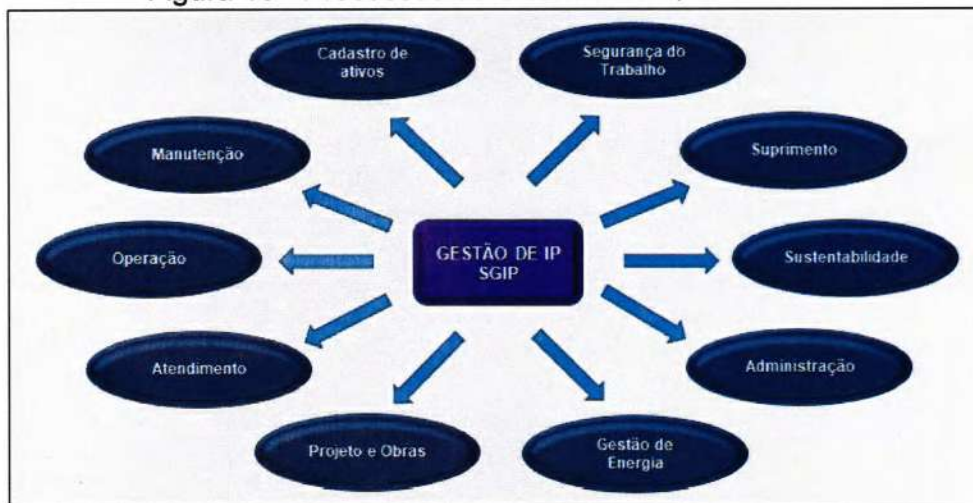 Cadastro de
ativos
Segurança do
Trabalho
Manutenção
Suprimento
GESTÃO DE IP
SGIP
Operação
Sustentabilidade
Atendimento
Administração
Projeto e Obras
Gestão de
Energia